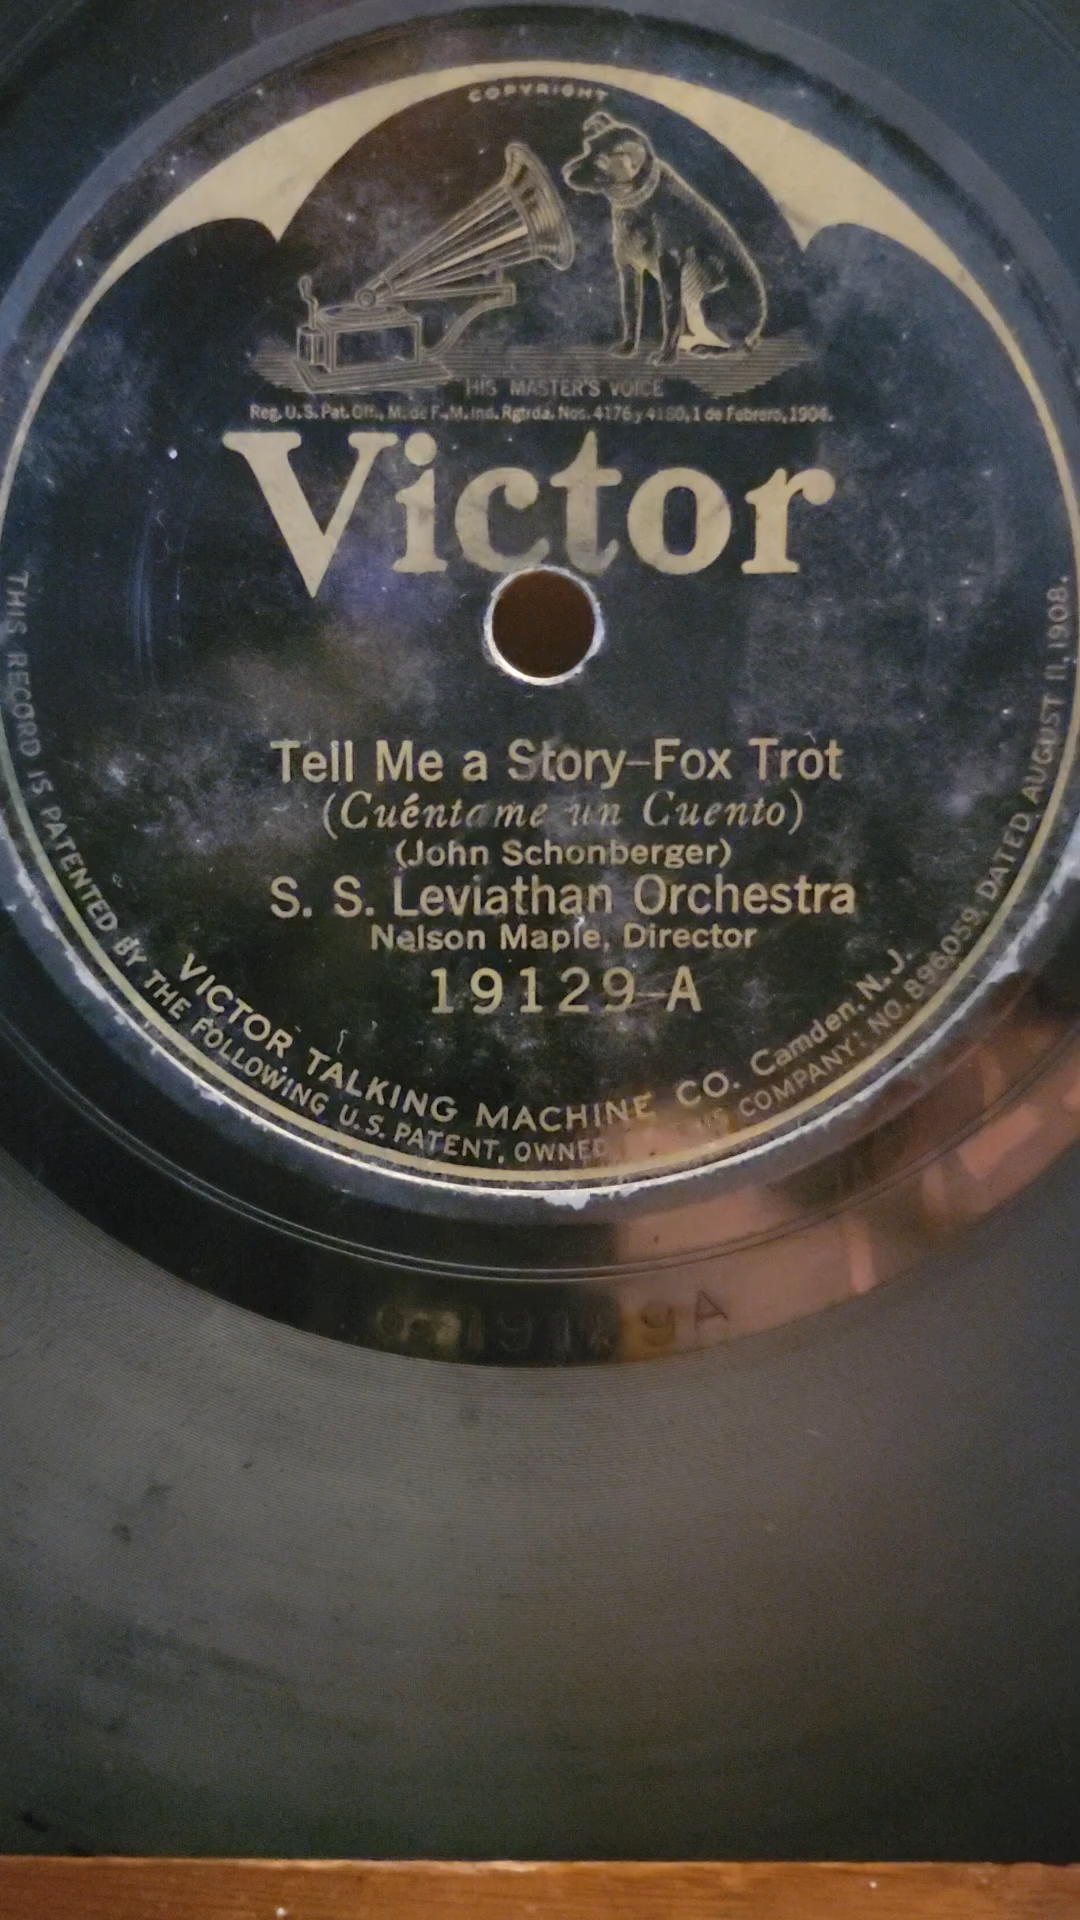 COPYRIGHT
HIS MASTER'S VOICE
Reg. U.S. Pat. Off., M. de F., M. Ind. Rgtrda. Nos. 4176 y 4180, 1 de Febrero, 1904.
Victor
Tell Me a Story–Fox Trot
(Cuéntame un Cuento)
(John Schonberger)
S. S. Leviathan Orchestra
Nelson Maple, Director
19129-A
VICTOR TALKING MACHINE CO. Camden, N. J.
THIS RECORD IS PATENTED BY THE FOLLOWING U.S. PATENT, OWNED COMPANY: NO. 896059, DATED AUGUST 11, 1908.
19129A